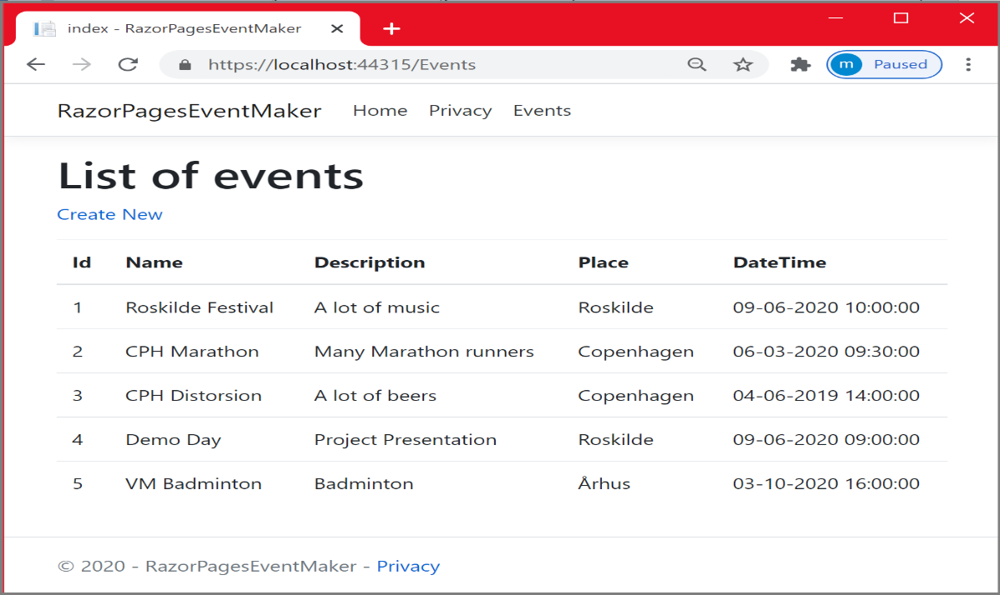 index - RazorPagesEventMaker
https://localhost:44315/Events
m Paused
RazorPagesEventMaker Home Privacy Events
List of events
Create New
Id Name Description Place DateTime
1 Roskilde Festival A lot of music Roskilde 09-06-2020 10:00:00
2 CPH Marathon Many Marathon runners Copenhagen 06-03-2020 09:30:00
3 CPH Distorsion A lot of beers Copenhagen 04-06-2019 14:00:00
4 Demo Day Project Presentation Roskilde 09-06-2020 09:00:00
5 VM Badminton Badminton Århus 03-10-2020 16:00:00
© 2020 - RazorPagesEventMaker - Privacy